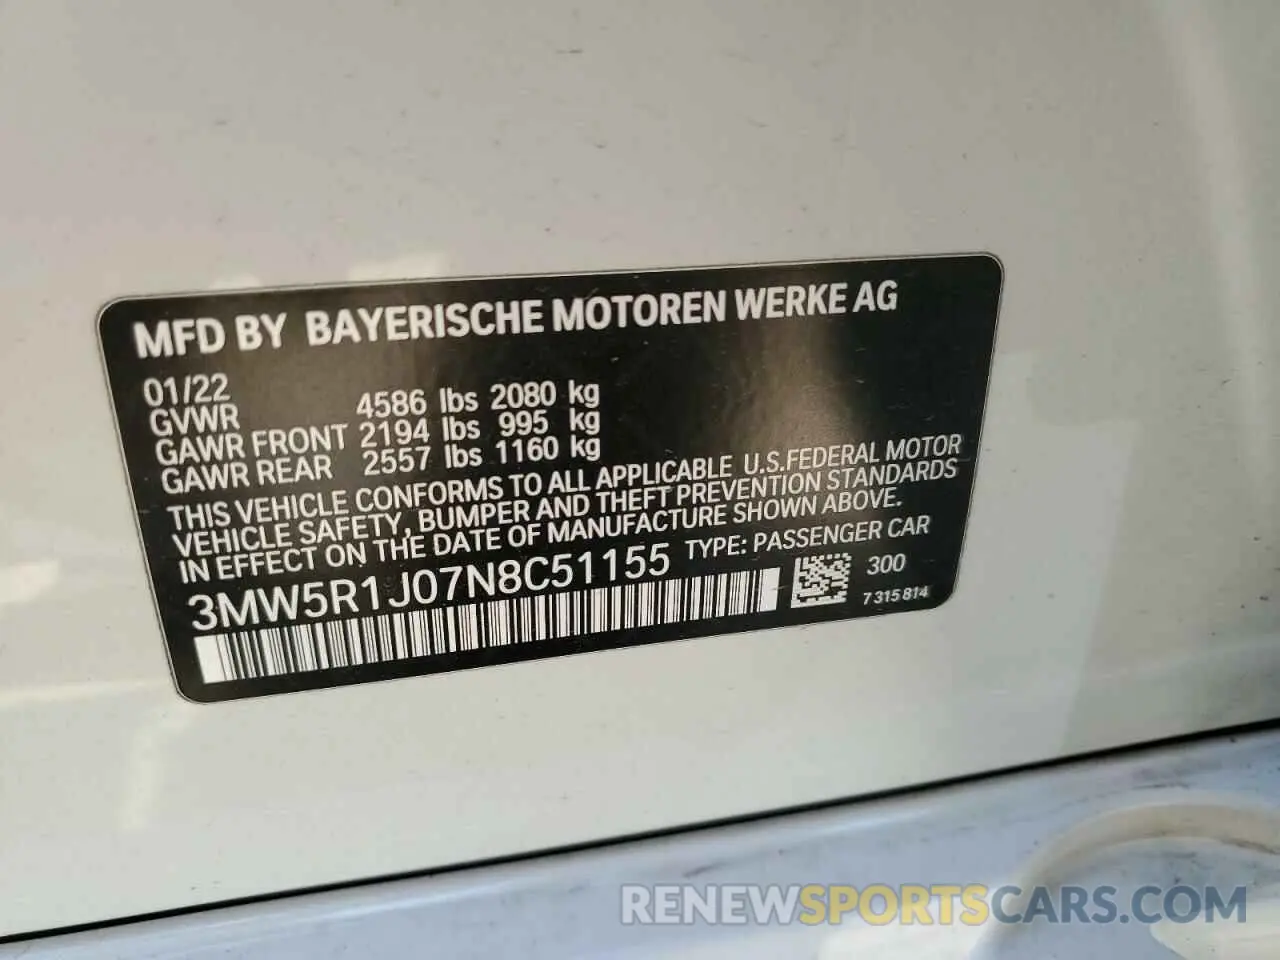 MFD BY BAYERISCHE MOTOREN WERKE AG
01/22
GVWR 4586 lbs 2080 kg
GAWR FRONT 2194 lbs 995 kg
GAWR REAR 2557 lbs 1160 kg
THIS VEHICLE CONFORMS TO ALL APPLICABLE U.S.FEDERAL MOTOR
VEHICLE SAFETY, BUMPER AND THEFT PREVENTION STANDARDS
IN EFFECT ON THE DATE OF MANUFACTURE SHOWN ABOVE.
3MW5R1J07N8C51155 TYPE: PASSENGER CAR
300
7 315 814
RENEWSPORTSCARS.COM